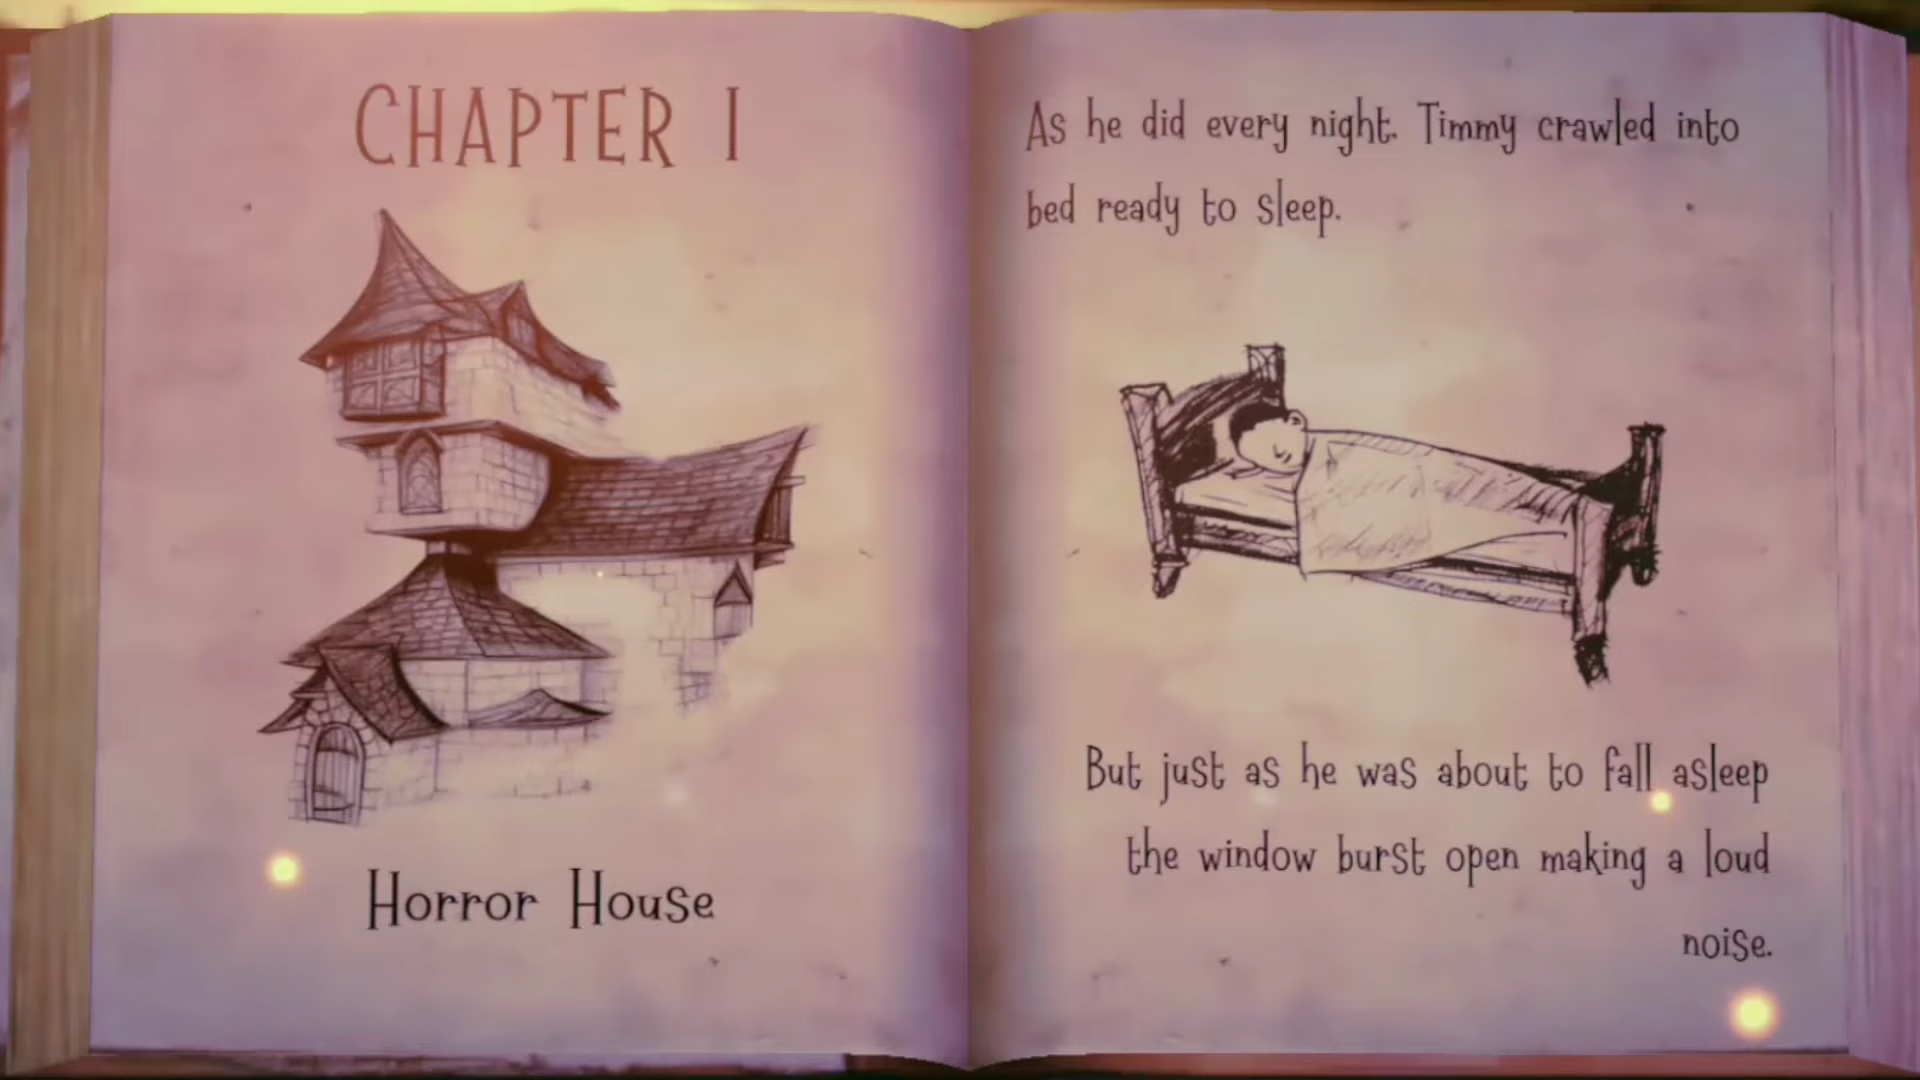 CHAPTER I
Horror House
As he did every night. Timmy crawled into
bed ready to sleep.
But just as he was about to fall asleep
the window burst open making a loud
noise.